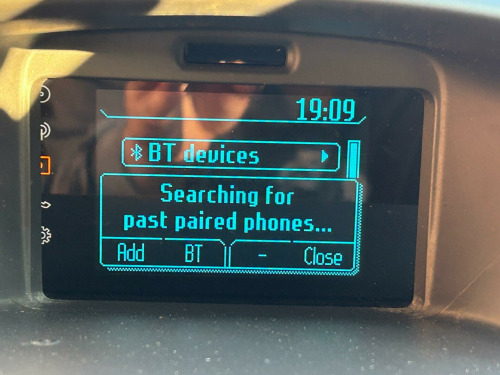 19:09
BT devices
Searching for
past paired phones...
Add BT - Close